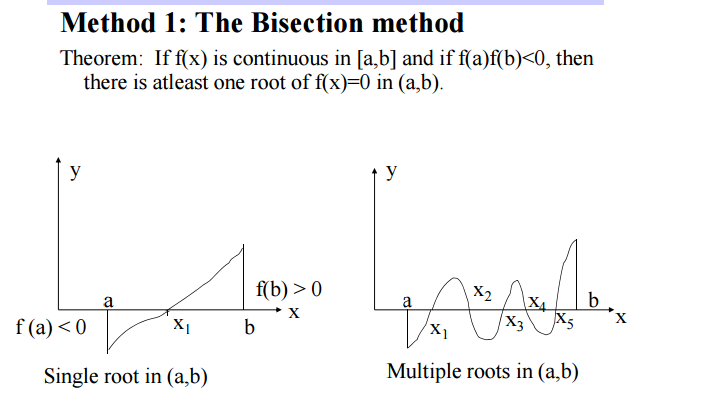 Method 1: The Bisection method
Theorem: If f(x) is continuous in [a,b] and if f(a)f(b)<0, then
there is atleast one root of f(x)=0 in (a,b).
y
a
f(b) > 0
x
f (a) < 0
x1
b
Single root in (a,b)
y
a
x2
x4
b
x1
x3
x5
x
Multiple roots in (a,b)